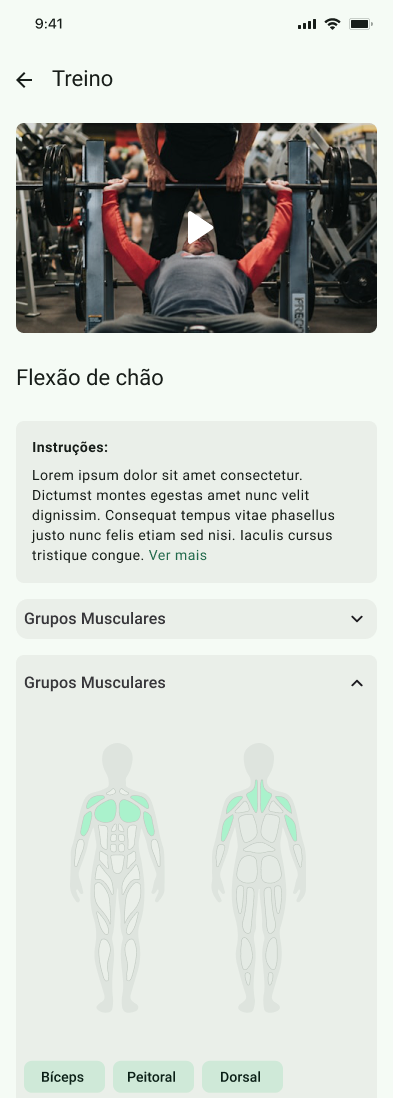 9:41
Treino
Flexão de chão
Instruções:
Lorem ipsum dolor sit amet consectetur.
Dictumst montes egestas amet nunc velit
dignissim. Consequat tempus vitae phasellus
justo nunc felis etiam sed nisi. Iaculis cursus
tristique congue. Ver mais
Grupos Musculares
Grupos Musculares
Bíceps Peitoral Dorsal